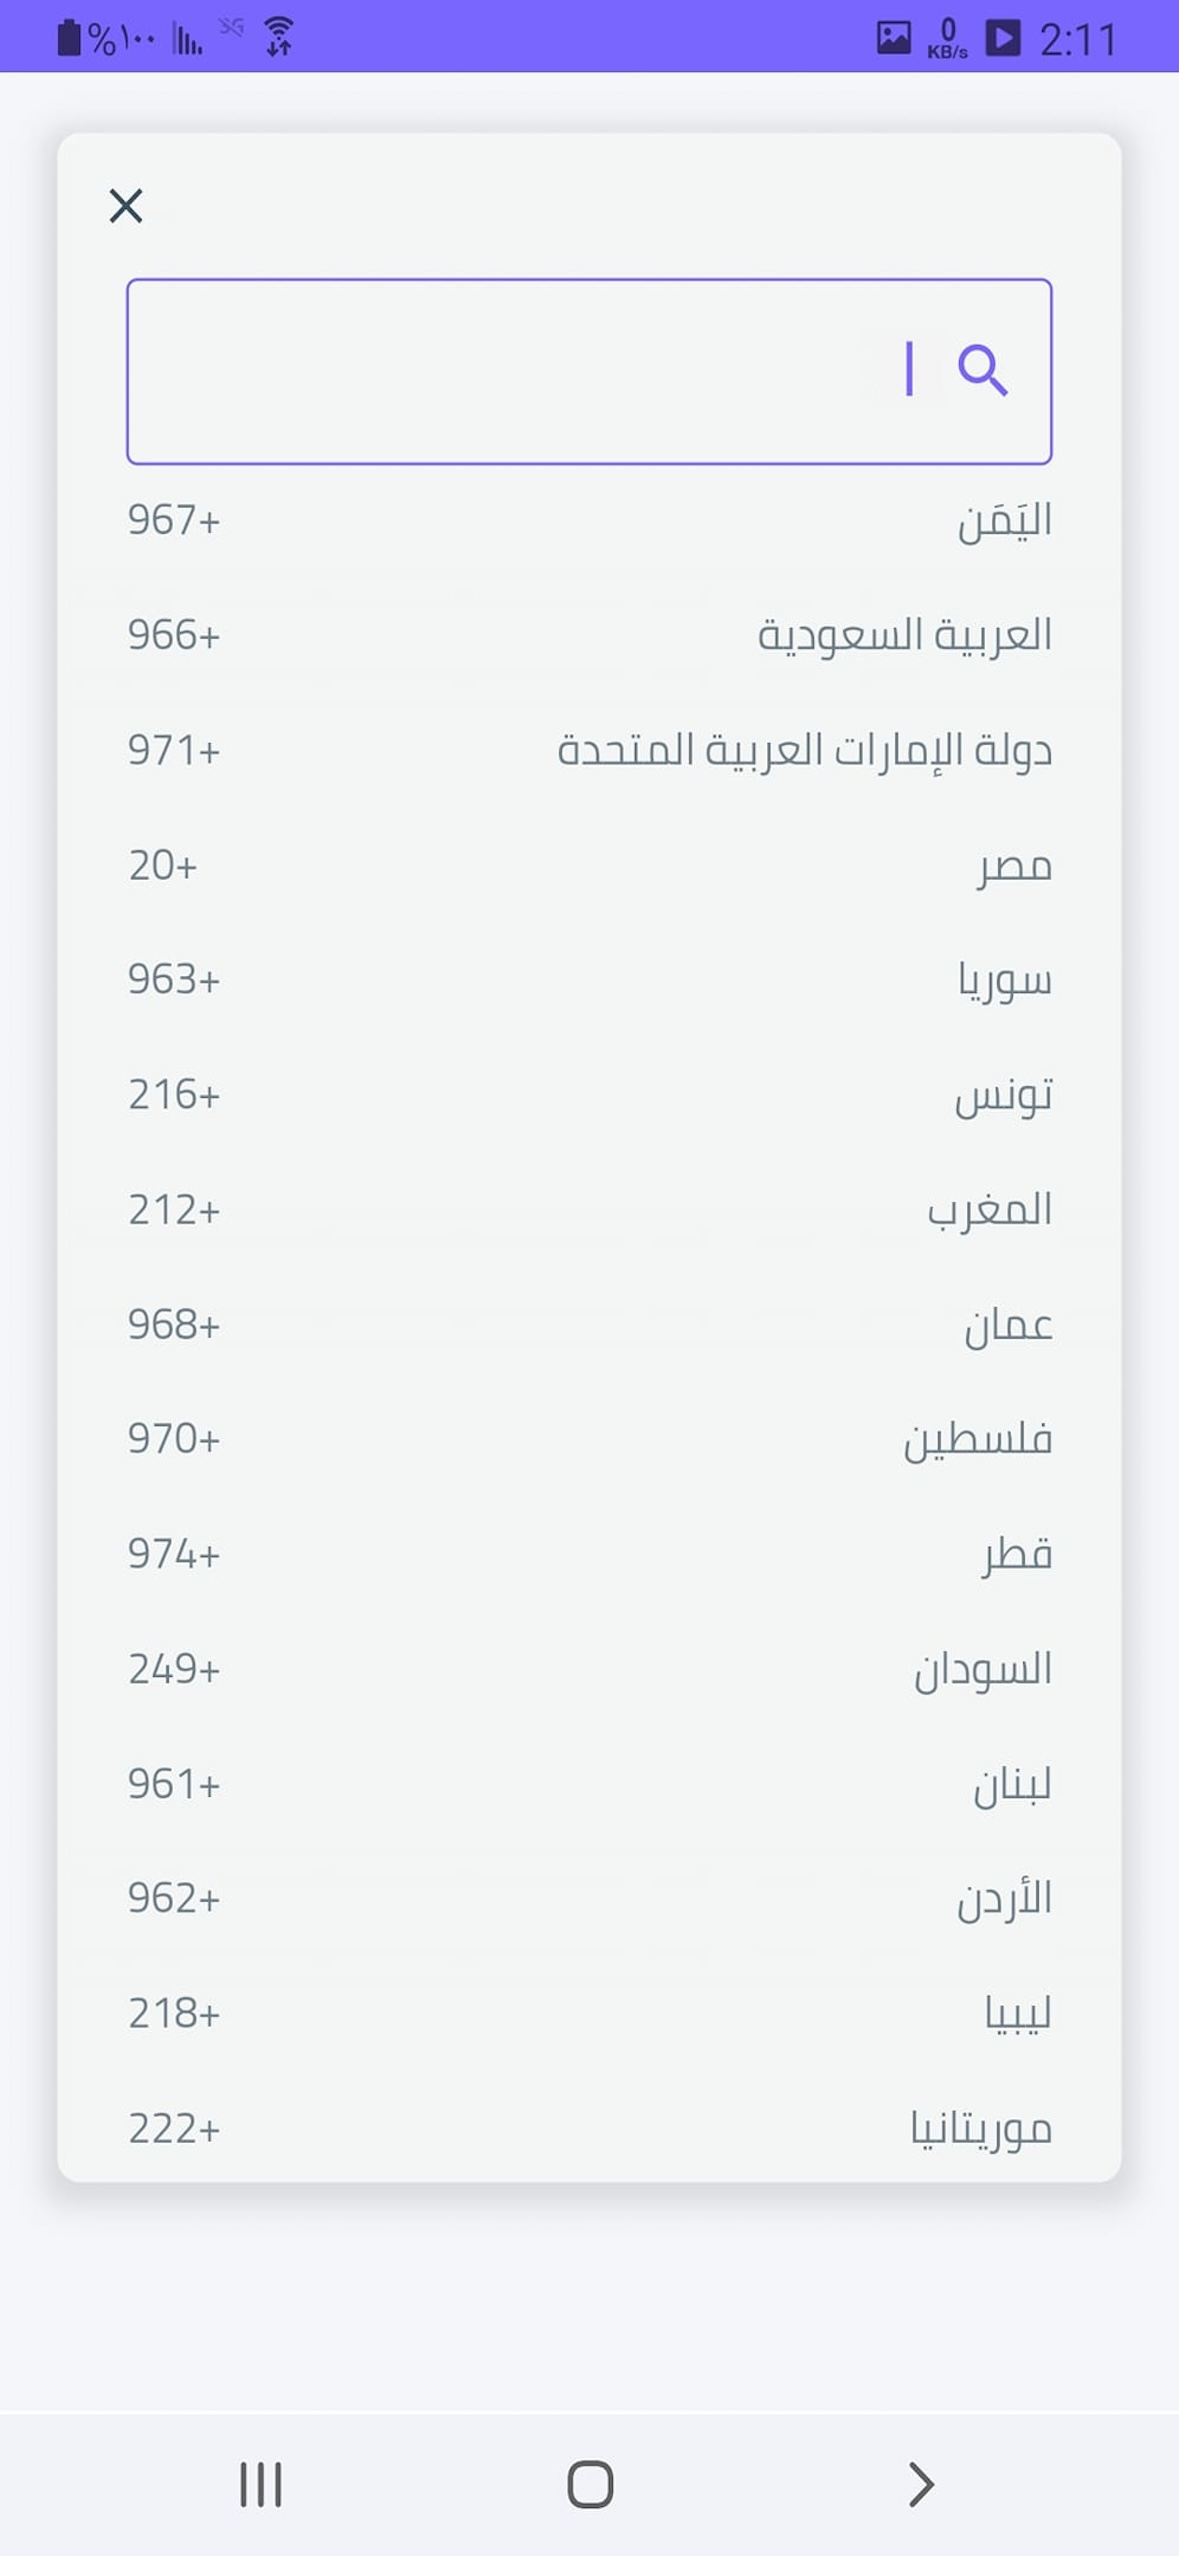 2:11 0 KB/s %١٠٠
اليَمَن 967+
العربية السعودية 966+
دولة الإمارات العربية المتحدة 971+
مصر 20+
سوريا 963+
تونس 216+
المغرب 212+
عمان 968+
فلسطين 970+
قطر 974+
السودان 249+
لبنان 961+
الأردن 962+
ليبيا 218+
موريتانيا 222+